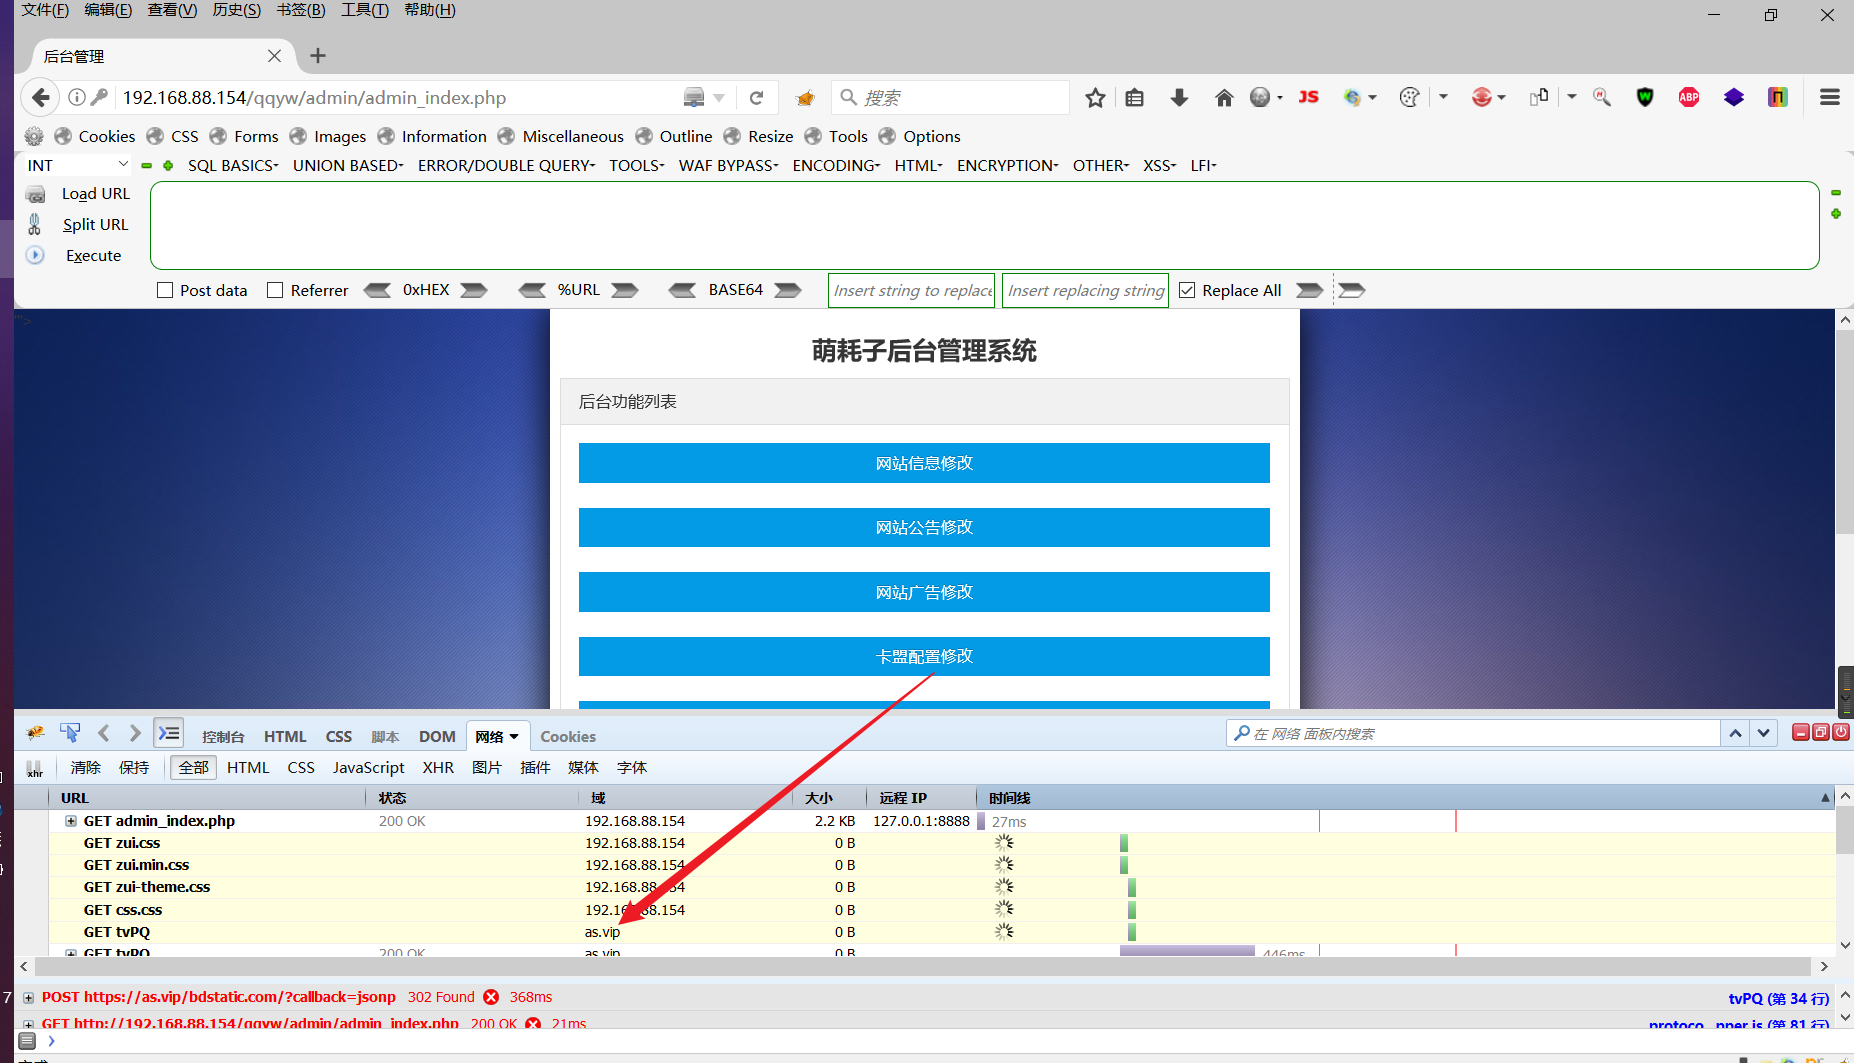 文件(F) 编辑(E) 查看(V) 历史(S) 书签(B) 工具(T) 帮助(H)
后台管理
192.168.88.154/qqyw/admin/admin_index.php 搜索 JS ABP
Cookies CSS Forms Images Information Miscellaneous Outline Resize Tools Options
INT SQL BASICS UNION BASED ERROR/DOUBLE QUERY TOOLS WAF BYPASS ENCODING HTML ENCRYPTION OTHER XSS LFI
Load URL
Split URL
Execute
Post data Referrer 0xHEX %URL BASE64 Insert string to replace Insert replacing string Replace All
">
萌耗子后台管理系统
后台功能列表
网站信息修改
网站公告修改
网站广告修改
卡盟配置修改
控制台 HTML CSS 脚本 DOM 网络 Cookies 在 网络 面板内搜索
xhr 清除 保持 全部 HTML CSS JavaScript XHR 图片 插件 媒体 字体
URL 状态 域 大小 远程 IP 时间线
GET admin_index.php 200 OK 192.168.88.154 2.2 KB 127.0.0.1:8888 27ms
GET zui.css 192.168.88.154 0 B
GET zui.min.css 192.168.88.154 0 B
GET zui-theme.css 192.168.88.154 0 B
GET css.css 192.168.88.154 0 B
GET tvPQ as.vip 0 B
GET tvPQ 200 OK as.vip 0 B 446ms
7 POST https://as.vip/bdstatic.com/?callback=jsonp 302 Found 368ms tvPQ (第 34 行)
GET http://192.168.88.154/qqyw/admin/admin_index.php 200 OK 21ms protoco...pper.js (第 81 行)